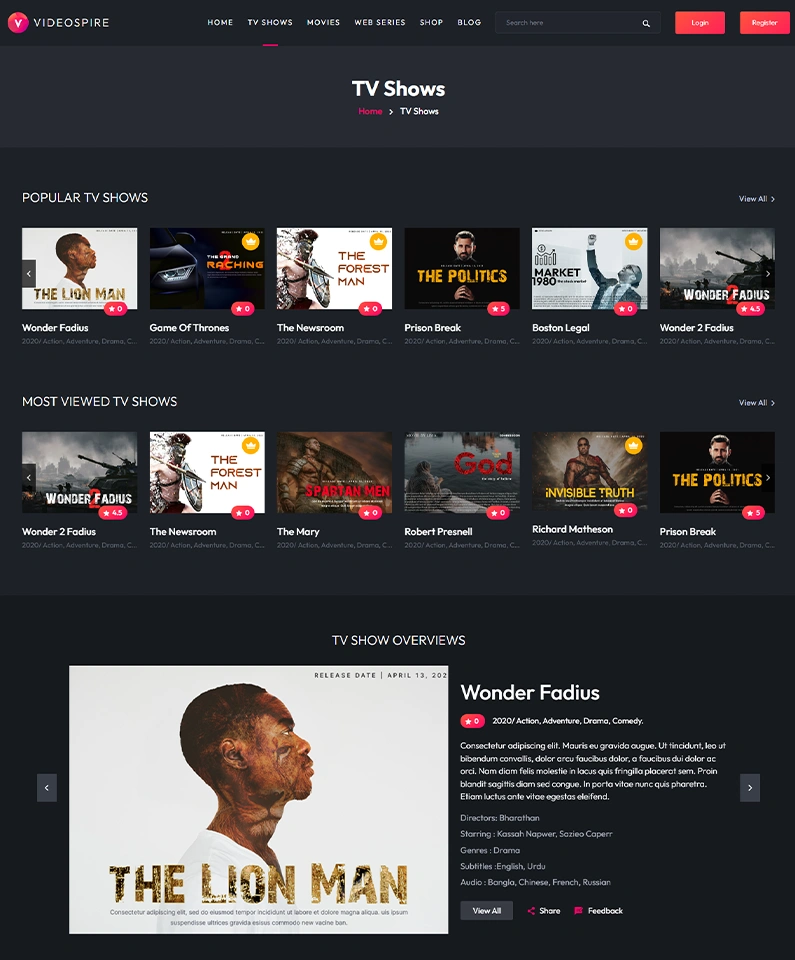 V VIDEOSPIRE
HOME TV SHOWS MOVIES WEB SERIES SHOP BLOG Search here Login Register
TV Shows
Home > TV Shows
POPULAR TV SHOWS
View All >
THE LION MAN
THE GRAND
RACHING
THE
FOREST
MAN
THE POLITICS
MARKET
1980 the stock market
WONDER 2 FADIUS
0
0
0
5
0
4.5
Wonder Fadius
Game Of Thrones
The Newsroom
Prison Break
Boston Legal
Wonder 2 Fadius
2020/ Action, Adventure, Drama, C...
2020/ Action, Adventure, Drama, C...
2020/ Action, Adventure, Drama, C...
2020/ Action, Adventure, Drama, C...
2020/ Action, Adventure, Drama, C...
2020/ Action, Adventure, Drama, C...
MOST VIEWED TV SHOWS
View All >
WONDER 2 FADIUS
THE
FOREST
MAN
SPARTAN MEN
God
the story of failure
INVISIBLE TRUTH
THE POLITICS
4.5
0
0
0
0
5
Wonder 2 Fadius
The Newsroom
The Mary
Robert Presnell
Richard Matheson
Prison Break
2020/ Action, Adventure, Drama, C...
2020/ Action, Adventure, Drama, C...
2020/ Action, Adventure, Drama, C...
2020/ Action, Adventure, Drama, C...
2020/ Action, Adventure, Drama, C...
2020/ Action, Adventure, Drama, C...
TV SHOW OVERVIEWS
RELEASE DATE | APRIL 13, 202
THE LION MAN
Consectetur adipiscing elit, sed do eiusmod tempor incididunt ut labore et dolore magna aliqua. uis ipsum
suspendisse ultrices gravida esisus commodo new vacine ban.
Wonder Fadius
0 2020/ Action, Adventure, Drama, Comedy.
Consectetur adipiscing elit. Mauris eu gravida augue. Ut tincidunt, leo ut
bibendum convallis, dolor arcu faucibus dolor, a faucibus dui dolor ac
orci. Nam diam felis molestie in lacus quis fringilla placerat sem. Proin
blandit sagittis diam sed congue. In porta vitae nunc quis pharetra.
Etiam luctus ante vitae egestas eleifend.
Directors: Bharathan
Starring : Kassah Napwer, Sazieo Caperr
Genres : Drama
Subtitles :English, Urdu
Audio : Bangla, Chinese, French, Russian
View All Share Feedback